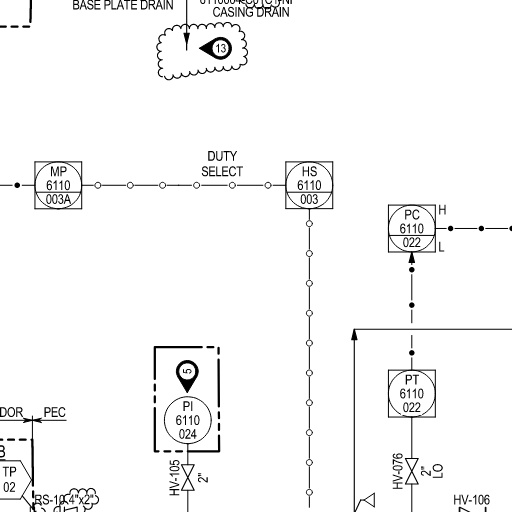 BASE PLATE DRAIN
CASING DRAIN
13
DUTY
SELECT
MP
6110
003A
HS
6110
003
PC
6110
022
H
L
PT
6110
022
5
PI
6110
024
DOR
PEC
TP
02
HV-105
2"
HV-076
2"
LO
RS-10
4"x2"
HV-106